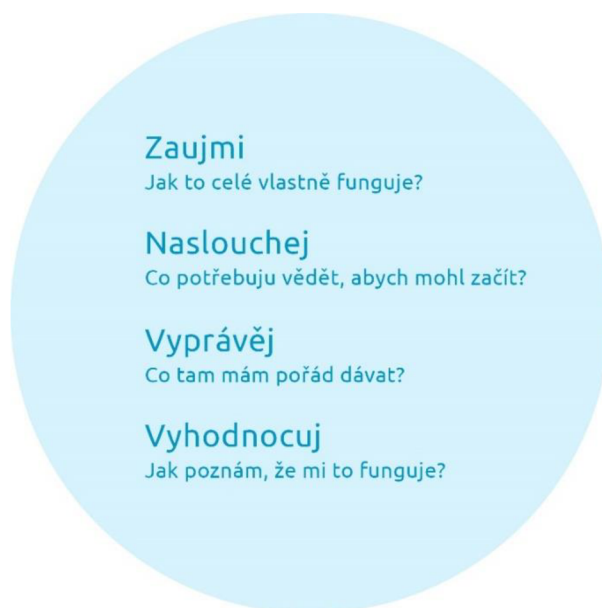 Zaujmi
Jak to celé vlastně funguje?
Naslouchej
Co potřebuju vědět, abych mohl začít?
Vyprávěj
Co tam mám pořád dávat?
Vyhodnocuj
Jak poznám, že mi to funguje?